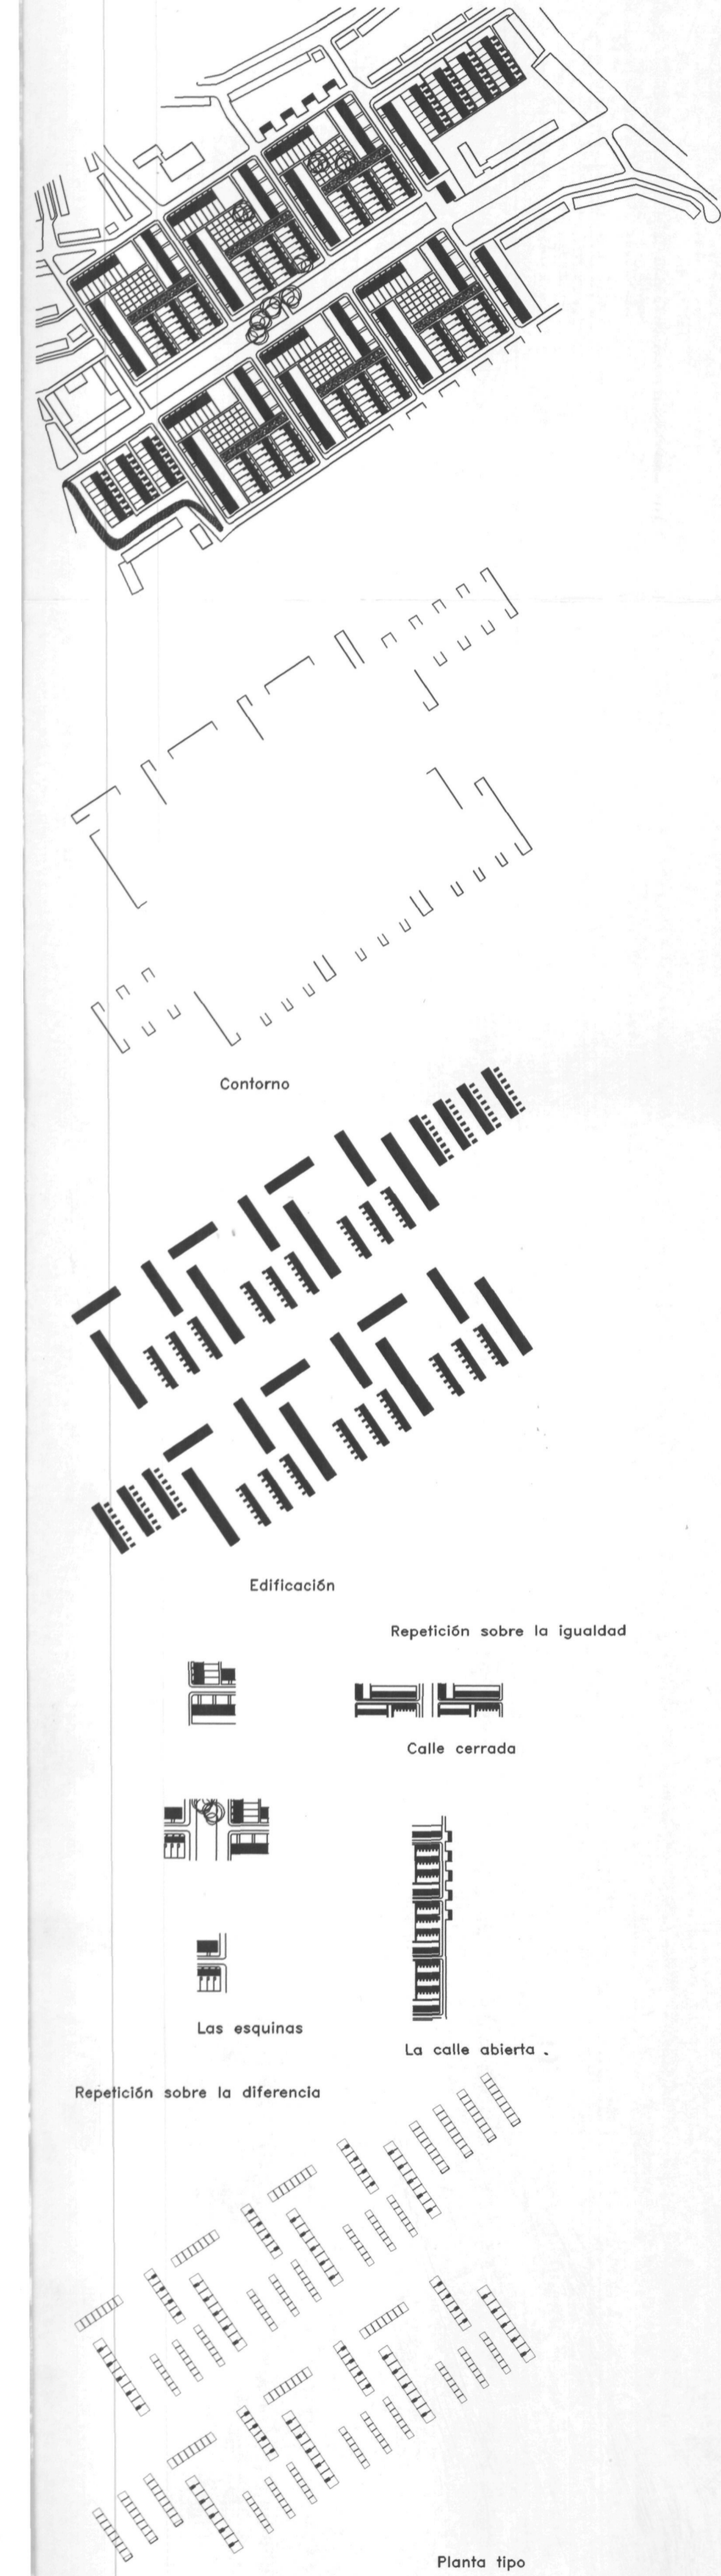 Contorno
Edificación
Repetición sobre la igualdad
Calle cerrada
Las esquinas
La calle abierta .
Repetición sobre la diferencia
Planta tipo